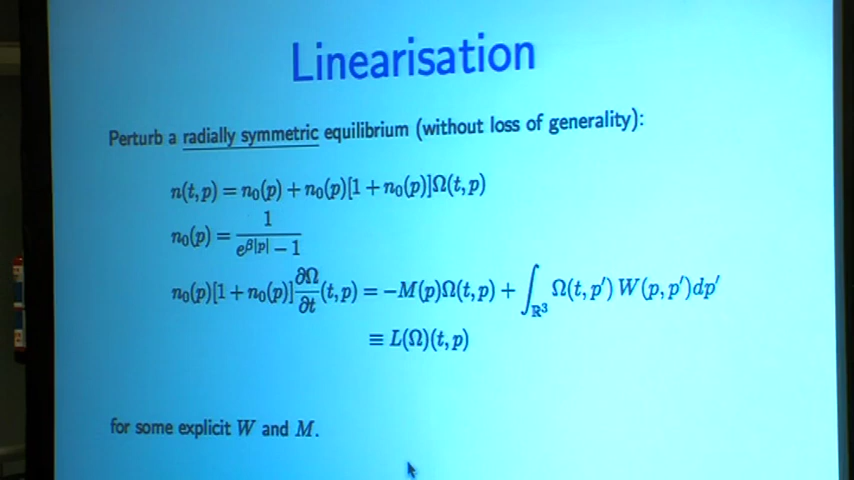 Linearisation
Perturb a radially symmetric equilibrium (without loss of generality):
n(t,p) = n₀(p) + n₀(p)[1 + n₀(p)]Ω(t,p)
n₀(p) = 1 / (e^{β|p|} − 1)
n₀(p)[1 + n₀(p)] ∂Ω/∂t (t,p) = −M(p)Ω(t,p) + ∫_{ℝ³} Ω(t,p′) W(p,p′)dp′
≡ L(Ω)(t,p)
for some explicit W and M.